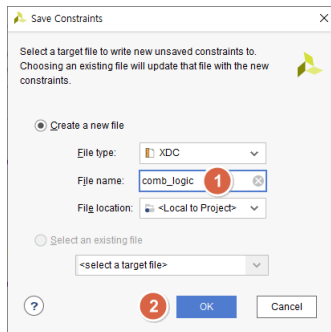 Save Constraints
Select a target file to write new unsaved constraints to.
Choosing an existing file will update that file with the new
constraints.
Create a new file
File type: XDC
File name: comb_logic 1
File location: <Local to Project>
Select an existing file
<select a target file>
? 2 OK Cancel